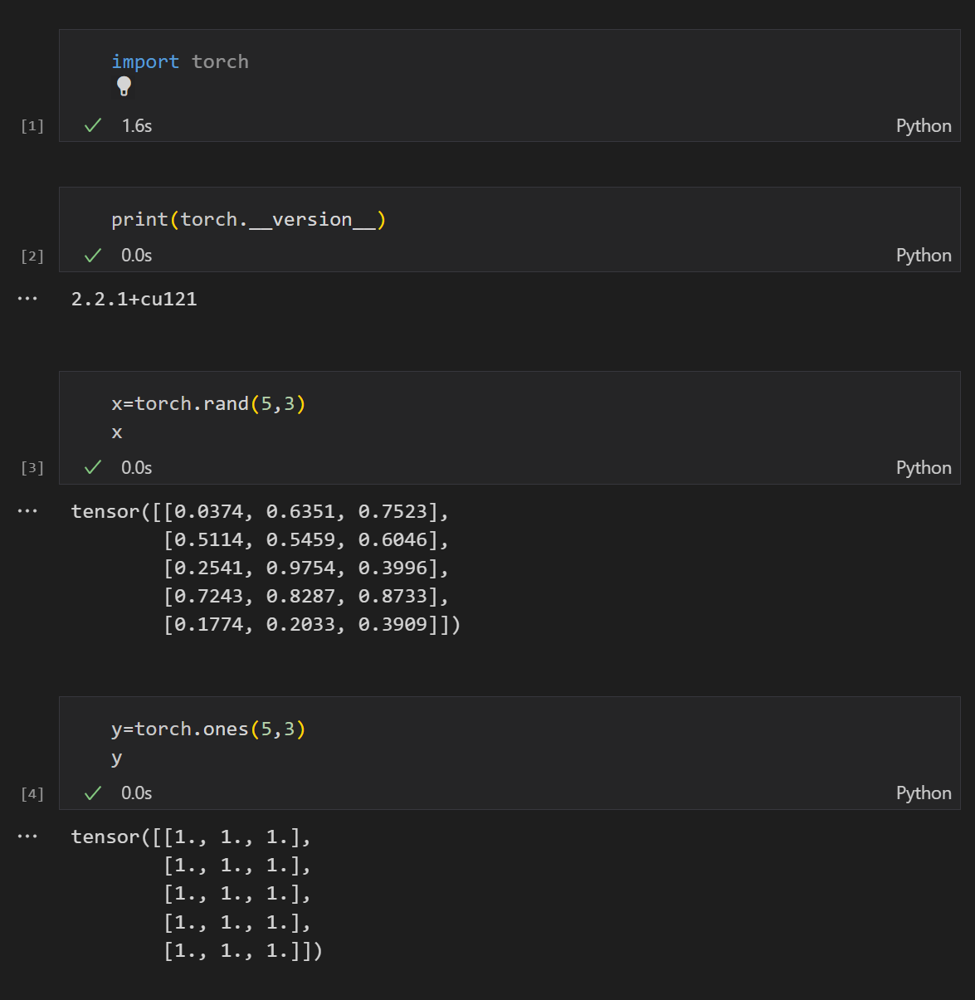 import torch
[1] 1.6s Python
print(torch.__version__)
[2] 0.0s Python
... 2.2.1+cu121
x=torch.rand(5,3)
x
[3] 0.0s Python
... tensor([[0.0374, 0.6351, 0.7523],
[0.5114, 0.5459, 0.6046],
[0.2541, 0.9754, 0.3996],
[0.7243, 0.8287, 0.8733],
[0.1774, 0.2033, 0.3909]])
y=torch.ones(5,3)
y
[4] 0.0s Python
... tensor([[1., 1., 1.],
[1., 1., 1.],
[1., 1., 1.],
[1., 1., 1.],
[1., 1., 1.]])